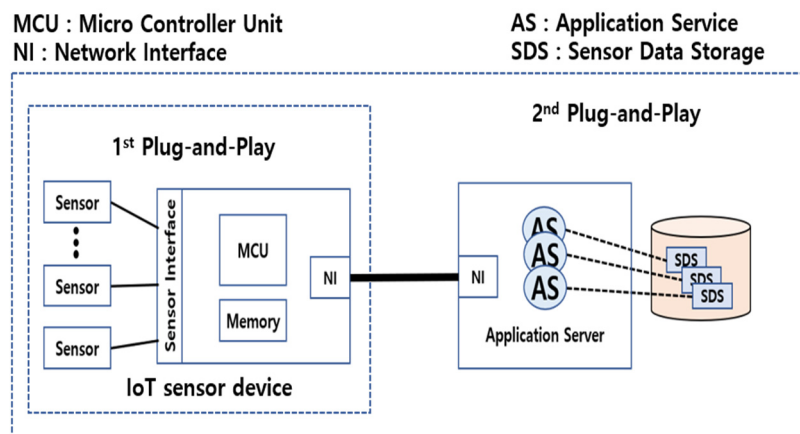 MCU : Micro Controller Unit
NI : Network Interface
AS : Application Service
SDS : Sensor Data Storage
2nd Plug-and-Play
1st Plug-and-Play
Sensor
Sensor
Sensor
Sensor Interface
MCU
Memory
NI
IoT sensor device
NI
AS
AS
AS
Application Server
SDS
SDS
SDS